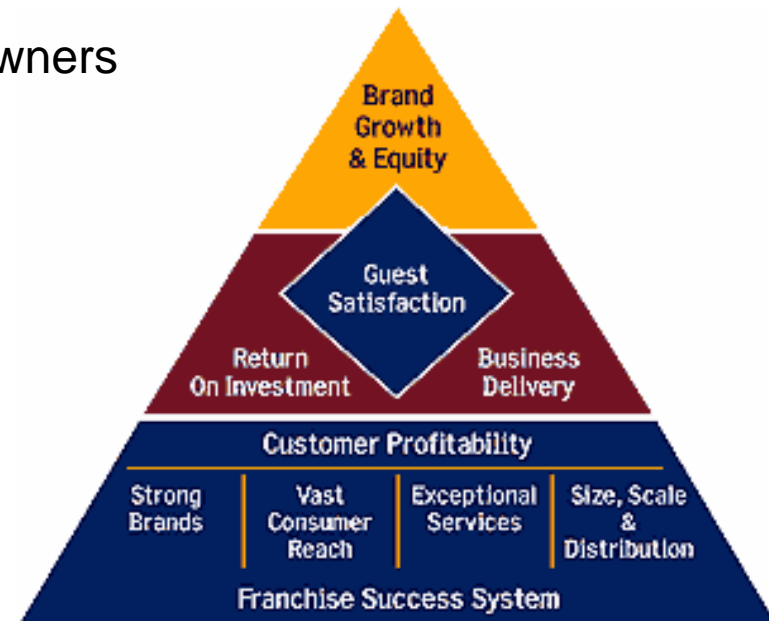 wners
Brand
Growth
& Equity
Guest
Satisfaction
Return
On Investment
Business
Delivery
Customer Profitability
Strong
Brands
Vast
Consumer
Reach
Exceptional
Services
Size, Scale
&
Distribution
Franchise Success System